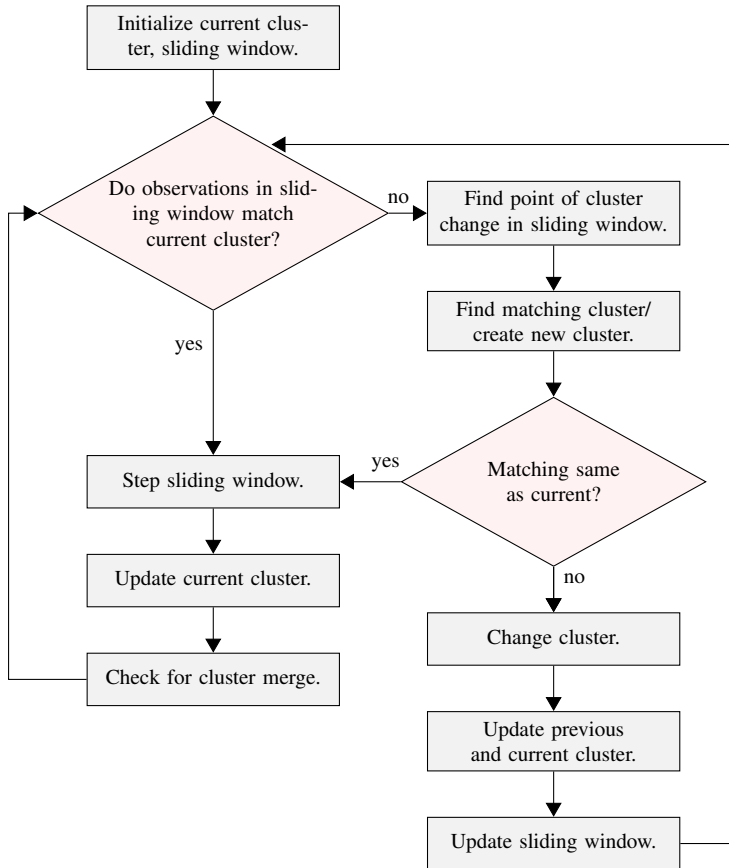 Initialize current clus-
ter, sliding window.
Do observations in slid-
ing window match
current cluster?
no
Find point of cluster
change in sliding window.
Find matching cluster/
create new cluster.
yes
Matching same
as current?
yes
Step sliding window.
no
Update current cluster.
Change cluster.
Check for cluster merge.
Update previous
and current cluster.
Update sliding window.